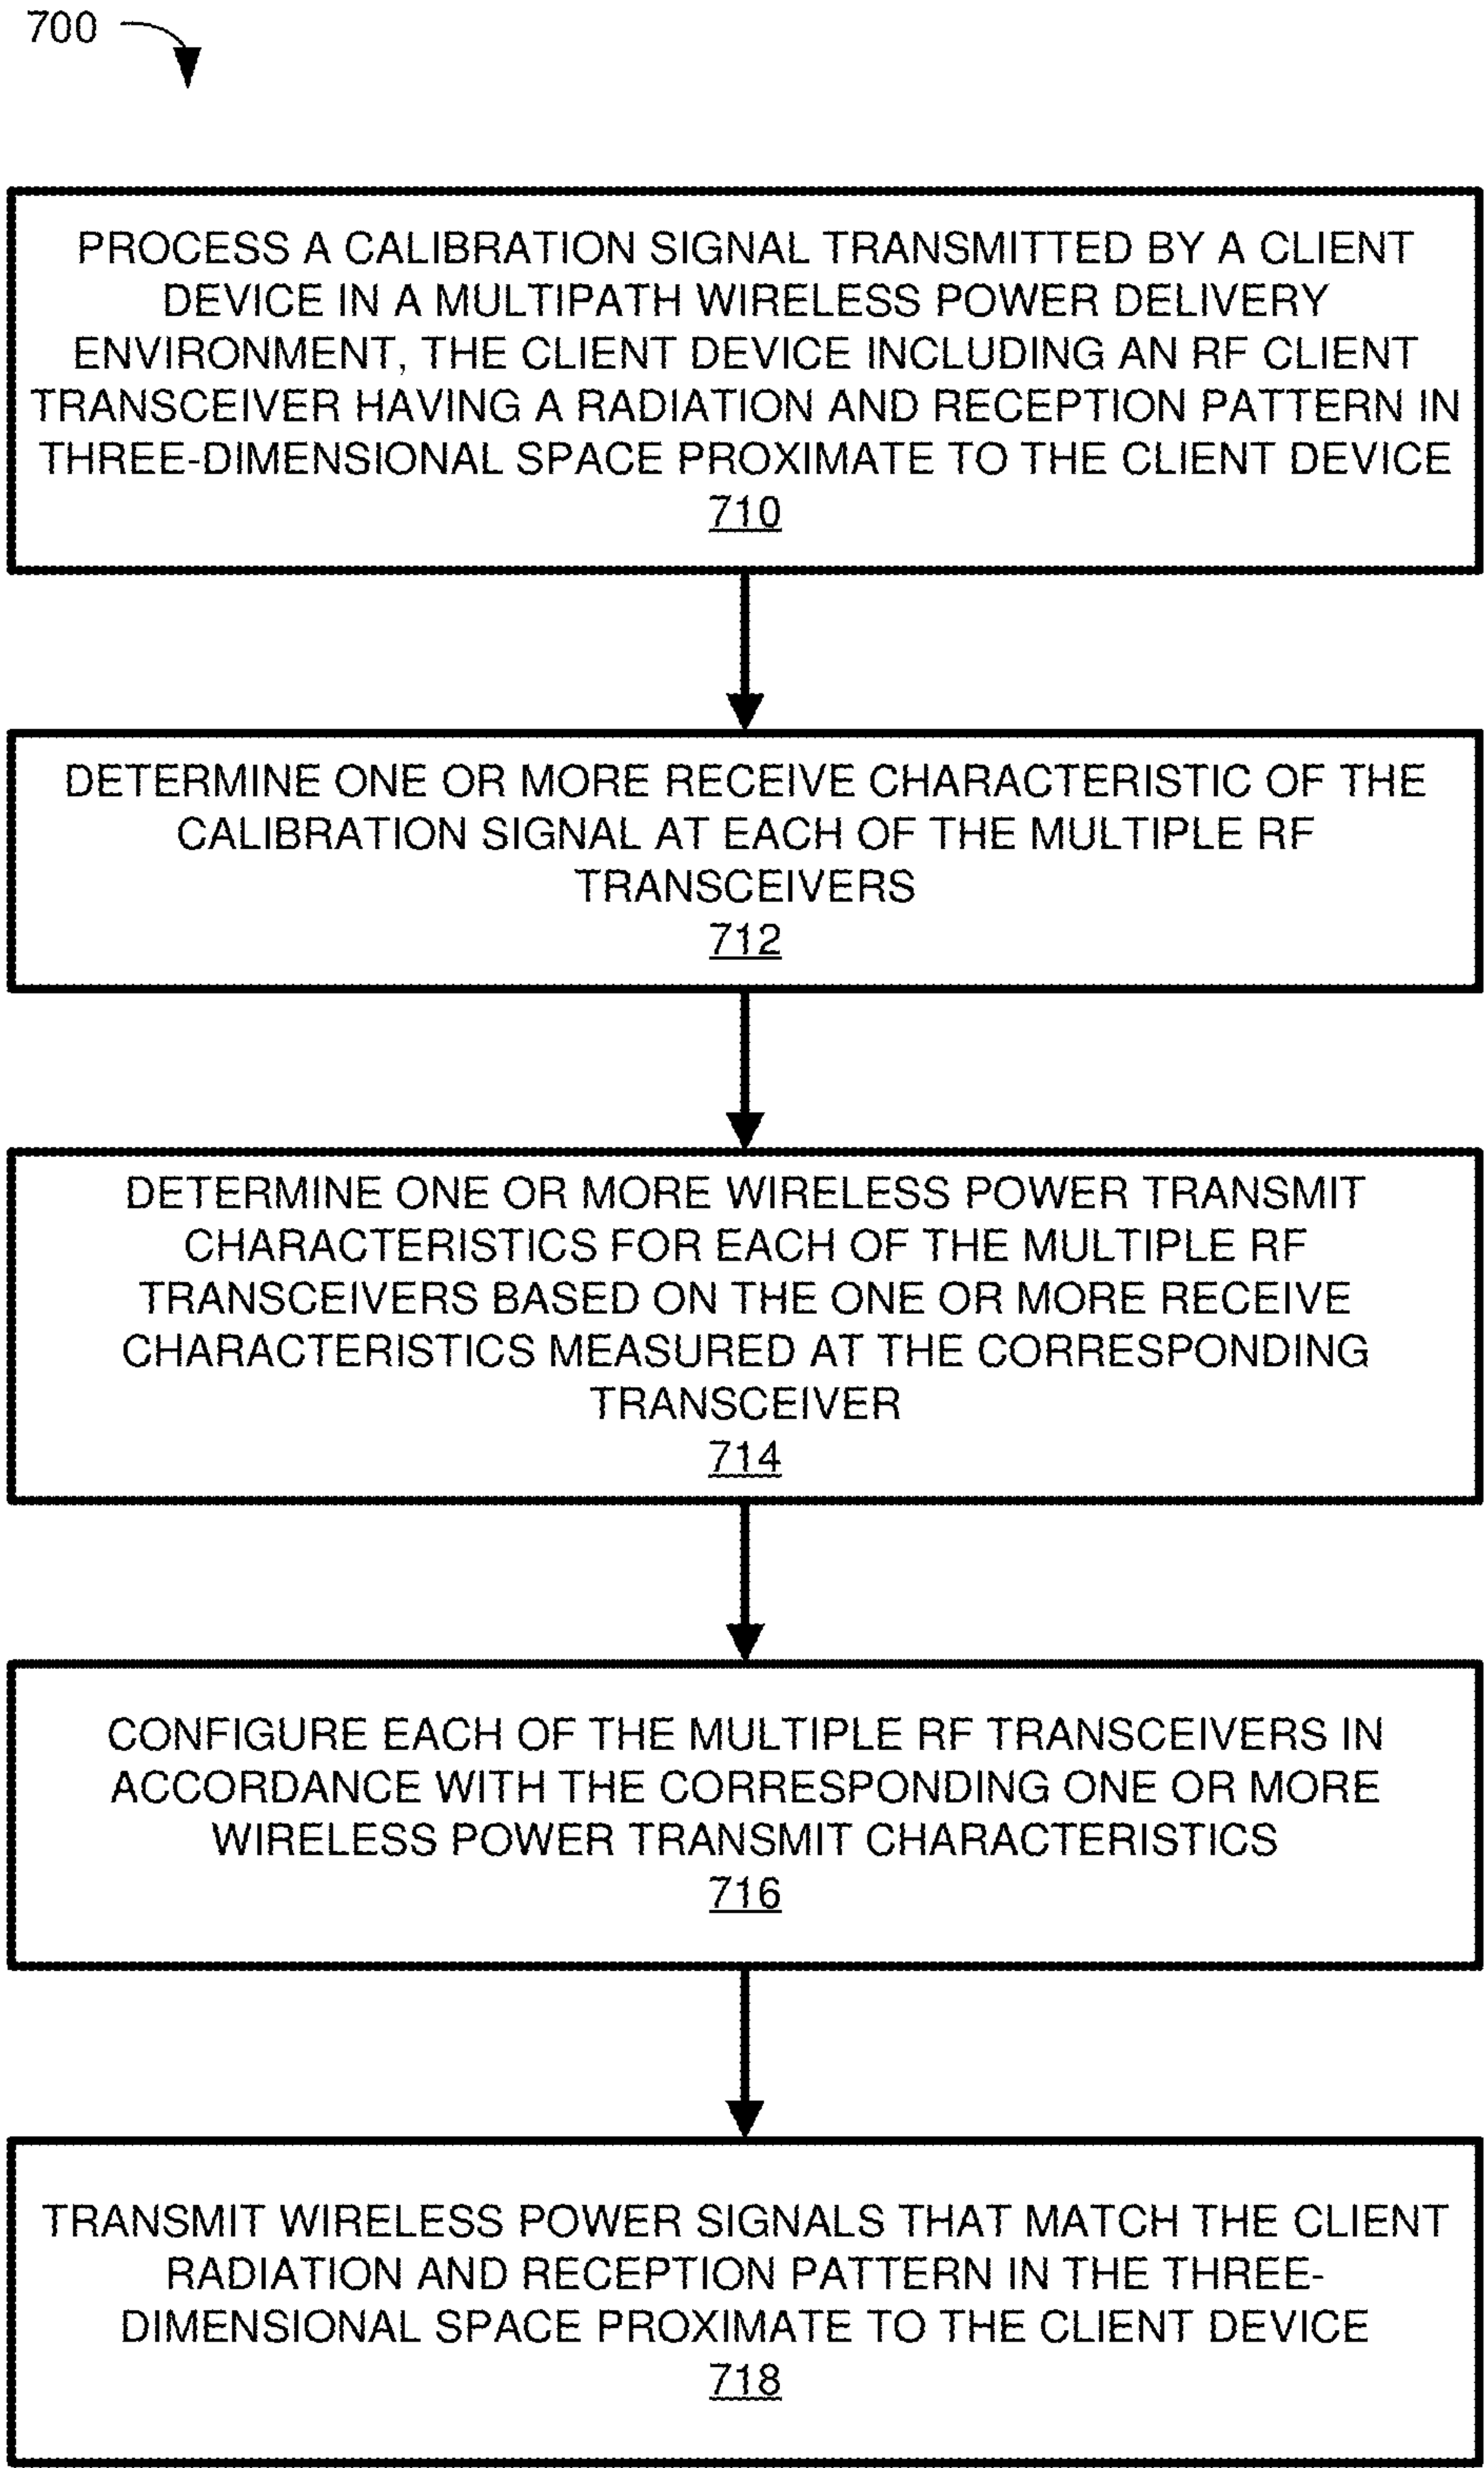 700
PROCESS A CALIBRATION SIGNAL TRANSMITTED BY A CLIENT
DEVICE IN A MULTIPATH WIRELESS POWER DELIVERY
ENVIRONMENT, THE CLIENT DEVICE INCLUDING AN RF CLIENT
TRANSCEIVER HAVING A RADIATION AND RECEPTION PATTERN IN
THREE-DIMENSIONAL SPACE PROXIMATE TO THE CLIENT DEVICE
710
DETERMINE ONE OR MORE RECEIVE CHARACTERISTIC OF THE
CALIBRATION SIGNAL AT EACH OF THE MULTIPLE RF
TRANSCEIVERS
712
DETERMINE ONE OR MORE WIRELESS POWER TRANSMIT
CHARACTERISTICS FOR EACH OF THE MULTIPLE RF
TRANSCEIVERS BASED ON THE ONE OR MORE RECEIVE
CHARACTERISTICS MEASURED AT THE CORRESPONDING
TRANSCEIVER
714
CONFIGURE EACH OF THE MULTIPLE RF TRANSCEIVERS IN
ACCORDANCE WITH THE CORRESPONDING ONE OR MORE
WIRELESS POWER TRANSMIT CHARACTERISTICS
716
TRANSMIT WIRELESS POWER SIGNALS THAT MATCH THE CLIENT
RADIATION AND RECEPTION PATTERN IN THE THREE-
DIMENSIONAL SPACE PROXIMATE TO THE CLIENT DEVICE
718